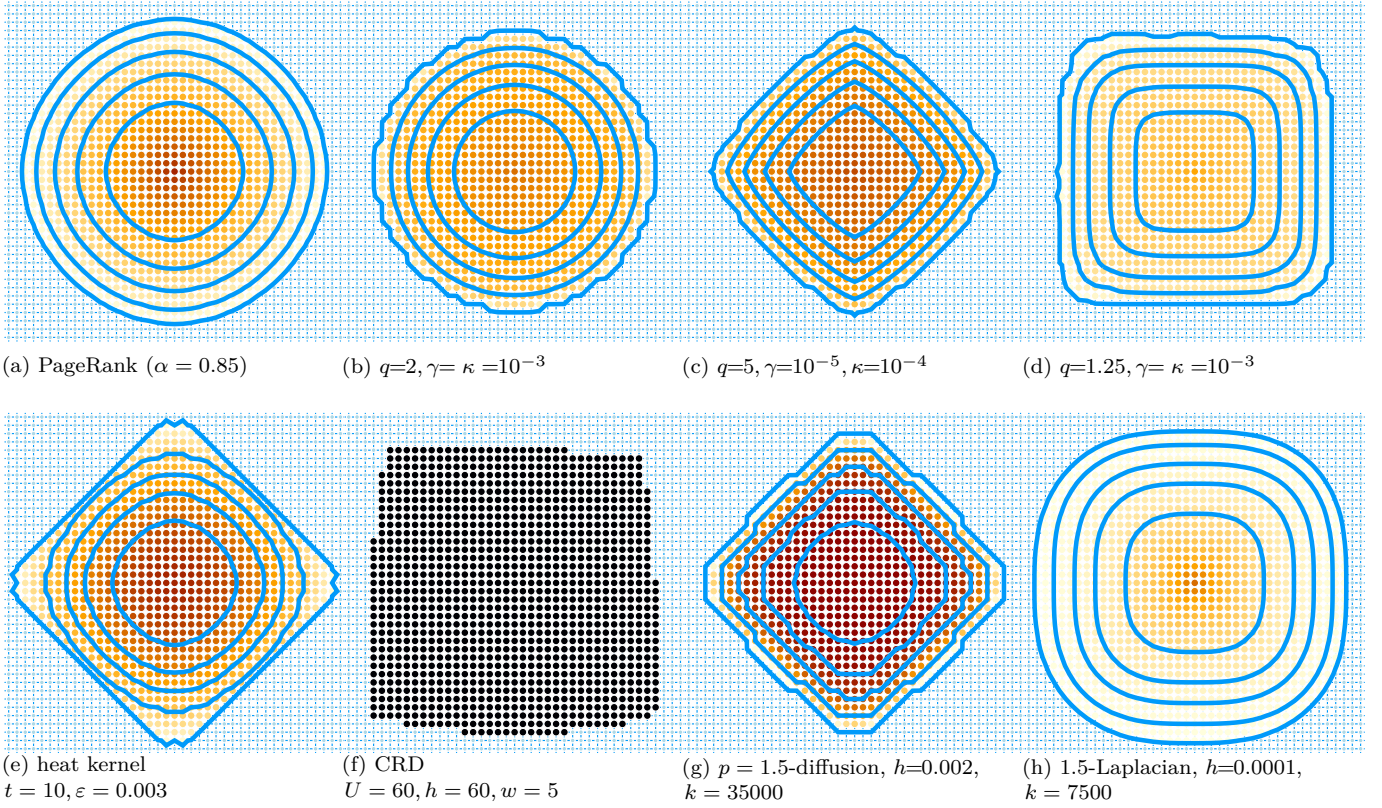 (a) PageRank (α = 0.85)
(b) q=2, γ= κ =10⁻³
(c) q=5, γ=10⁻⁵, κ=10⁻⁴
(d) q=1.25, γ= κ =10⁻³
(e) heat kernel
t = 10, ε = 0.003
(f) CRD
U = 60, h = 60, w = 5
(g) p = 1.5-diffusion, h=0.002,
k = 35000
(h) 1.5-Laplacian, h=0.0001,
k = 7500